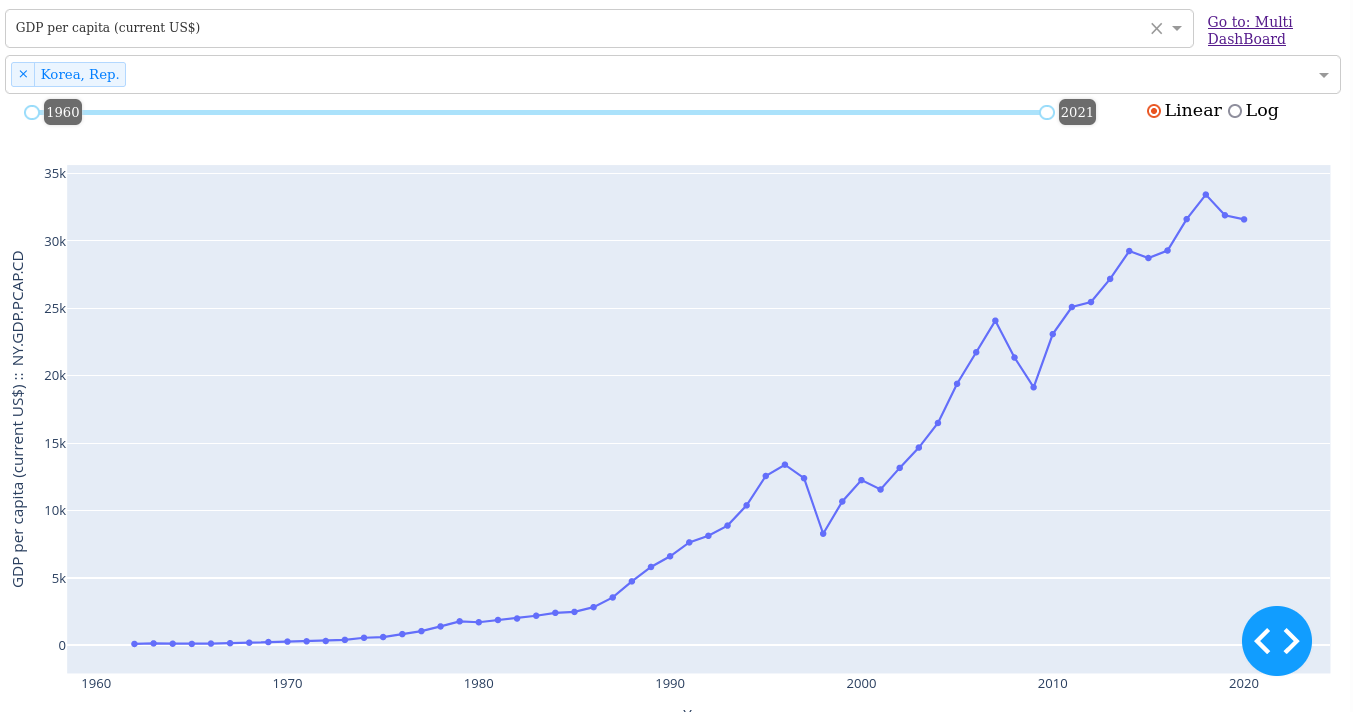 GDP per capita (current US$)
Go to: Multi
DashBoard
× Korea, Rep.
1960
2021
Linear
Log
35k
30k
25k
20k
15k
10k
5k
0
GDP per capita (current US$) :: NY.GDP.PCAP.CD
1960 1970 1980 1990 2000 2010 2020